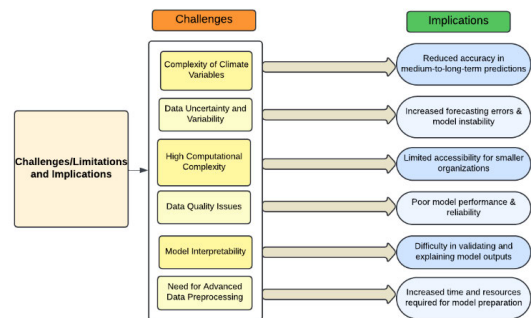 Challenges
Implications
Challenges/Limitations
and Implications
Complexity of Climate
Variables
Reduced accuracy in
medium-to-long-term predictions
Data Uncertainty and
Variability
Increased forecasting errors &
model instability
High Computational
Complexity
Limited accessibility for smaller
organizations
Data Quality Issues
Poor model performance &
reliability
Model Interpretability
Difficulty in validating and
explaining model outputs
Need for Advanced
Data Preprocessing
Increased time and resources
required for model preparation